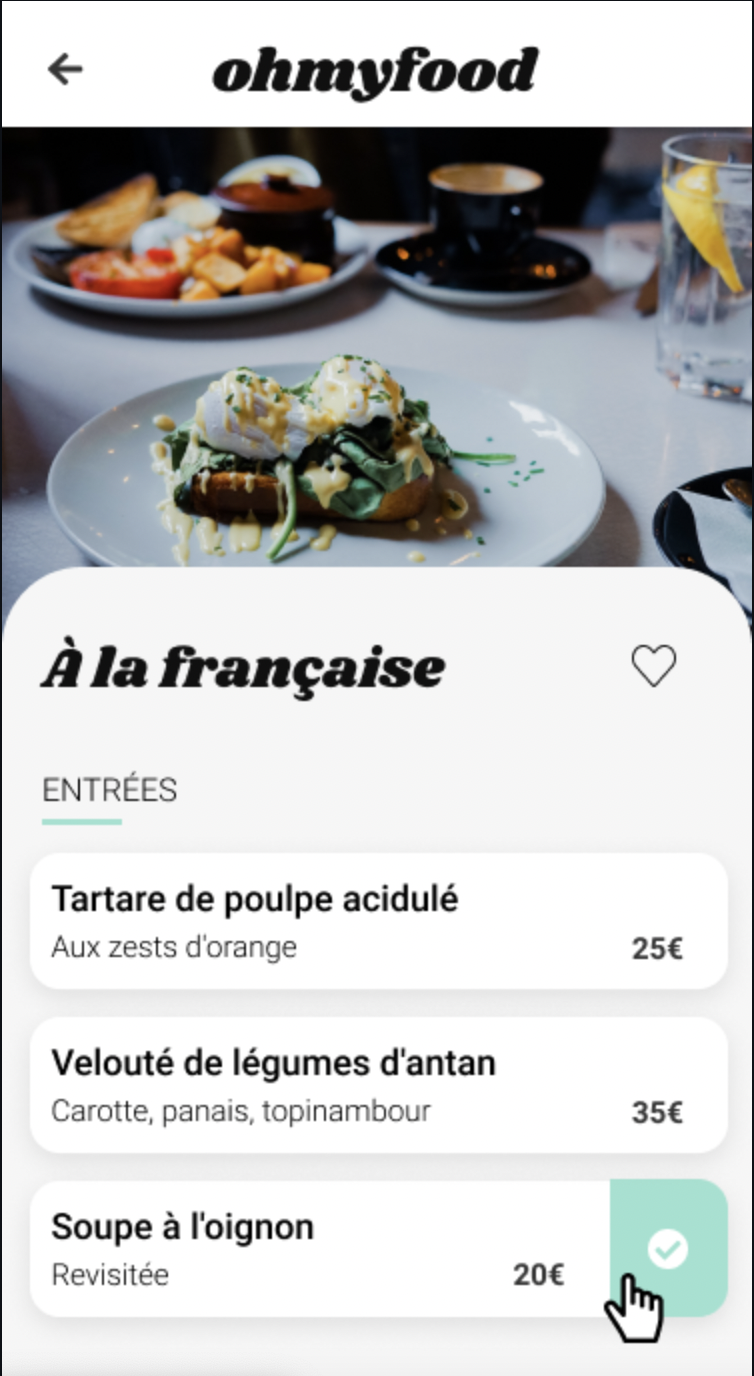 ohmyfood
À la française
ENTRÉES
Tartare de poulpe acidulé
Aux zests d'orange
25€
Velouté de légumes d'antan
Carotte, panais, topinambour
35€
Soupe à l'oignon
Revisitée
20€